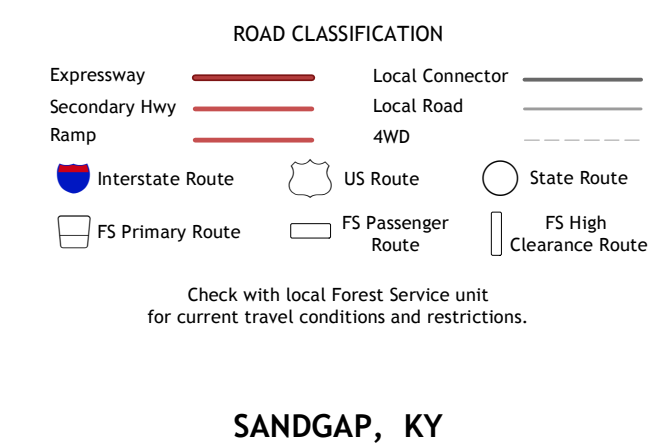 ROAD CLASSIFICATION
Expressway
Local Connector
Secondary Hwy
Local Road
Ramp
4WD
Interstate Route
US Route
State Route
FS Primary Route
FS Passenger
Route
FS High
Clearance Route
Check with local Forest Service unit
for current travel conditions and restrictions.
SANDGAP, KY